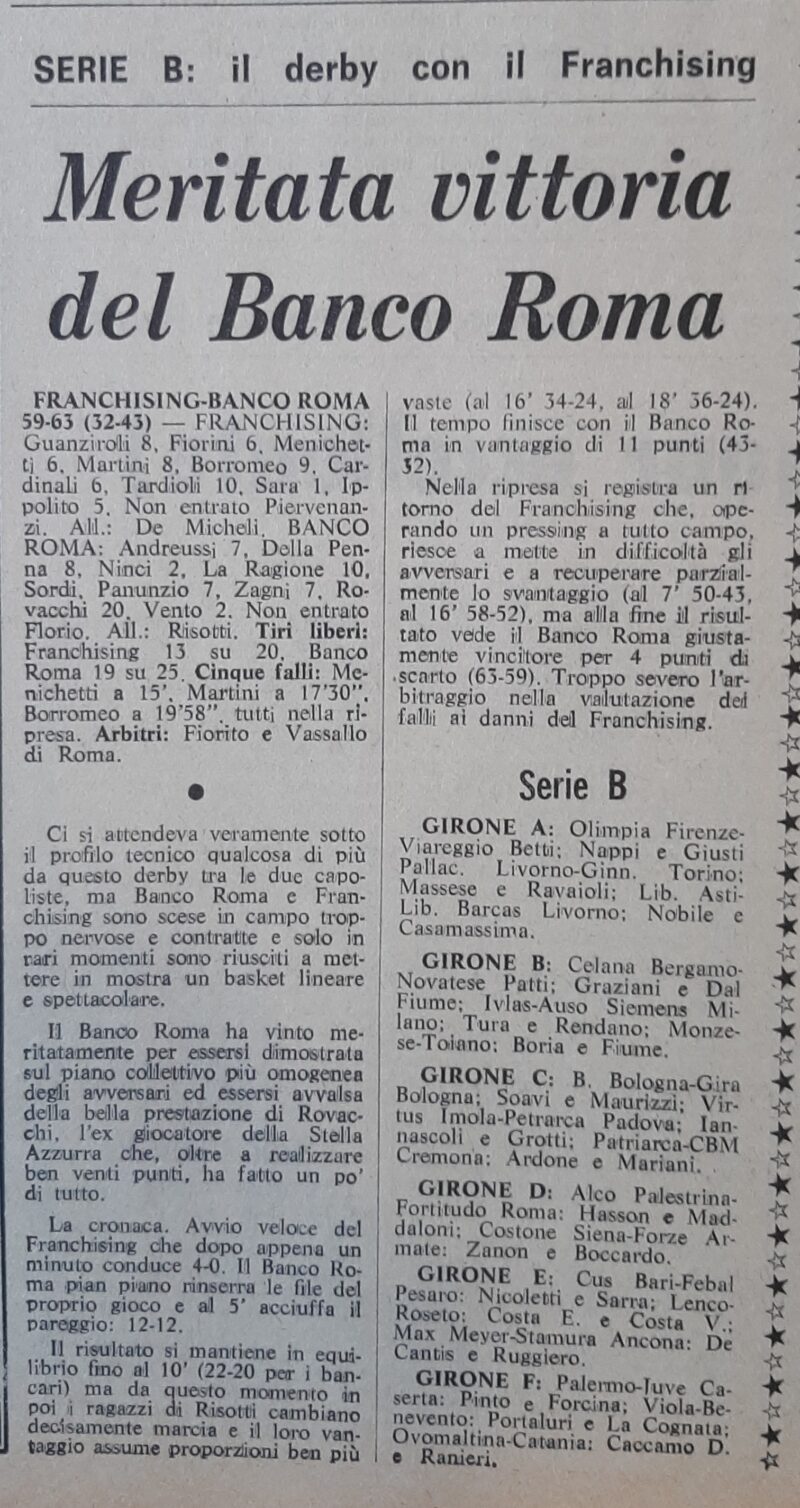 SERIE B: il derby con il Franchising
Meritata vittoria
del Banco Roma
FRANCHISING-BANCO ROMA
59-63 (32-43) — FRANCHISING:
Guanziroli 8, Fiorini 6, Menichet-
ti 6, Martini 8, Borromeo 9, Car-
dinali 6, Tardioli 10, Sara 1, Ip-
polito 5. Non entrato Piervenan-
zi. All.: De Micheli. BANCO
ROMA: Andreussi 7, Della Pen-
na 8, Ninci 2, La Ragione 10,
Sordi, Panunzio 7, Zagni 7, Ro-
vacchi 20, Vento 2. Non entrato
Florio. All.: Risotti. Tiri liberi:
Franchising 13 su 20, Banco
Roma 19 su 25. Cinque falli: Me-
nichetti a 15', Martini a 17'30",
Borromeo a 19'58", tutti nella ri-
presa. Arbitri: Fiorito e Vassallo
di Roma.
●
Ci si attendeva veramente sotto
il profilo tecnico qualcosa di più
da questo derby tra le due capo-
liste, ma Banco Roma e Fran-
chising sono scese in campo trop-
po nervose e contratte e solo in
rari momenti sono riusciti a met-
tere in mostra un basket lineare
e spettacolare.
Il Banco Roma ha vinto me-
ritatamente per essersi dimostrata
sul piano collettivo più omogenea
degli avversari ed essersi avvalsa
della bella prestazione di Rovac-
chi, l'ex giocatore della Stella
Azzurra che, oltre a realizzare
ben venti punti, ha fatto un po'
di tutto.
La cronaca. Avvio veloce del
Franchising che dopo appena un
minuto conduce 4-0. Il Banco Ro-
ma pian piano rinserra le file del
proprio gioco e al 5' acciuffa il
pareggio: 12-12.
Il risultato si mantiene in equi-
librio fino al 10' (22-20 per i ban-
cari) ma da questo momento in
poi i ragazzi di Risotti cambiano
decisamente marcia e il loro van-
taggio assume proporzioni ben più
vaste (al 16' 34-24, al 18' 36-24).
Il tempo finisce con il Banco Ro-
ma in vantaggio di 11 punti (43-
32).
Nella ripresa si registra un ri-
torno del Franchising che, ope-
rando un pressing a tutto campo,
riesce a mette in difficoltà gli
avversari e a recuperare parzial-
mente lo svantaggio (al 7' 50-43,
al 16' 58-52), ma alla fine il risul-
tato vede il Banco Roma giusta-
mente vincitore per 4 punti di
scarto (63-59). Troppo severo l'ar-
bitraggio nella valutazione dei
falli ai danni del Franchising.
Serie B
GIRONE A: Olimpia Firenze-
Viareggio Betti; Nappi e Giusti
Pallac. Livorno-Ginn. Torino;
Massese e Ravaioli; Lib. Asti-
Lib. Barcas Livorno; Nobile e
Casamassima.
GIRONE B: Celana Bergamo-
Novatese Patti; Graziani e Dal
Fiume; Ivlas-Auso Siemens Mi-
lano; Tura e Rendano; Monze-
se-Toiano; Boria e Fiume.
GIRONE C: B. Bologna-Gira
Bologna; Soavi e Maurizzi; Vir-
tus Imola-Petrarca Padova; Ian-
nascoli e Grotti; Patriarca-CBM
Cremona; Ardone e Mariani.
GIRONE D: Alco Palestrina-
Fortitudo Roma: Hasson e Mad-
daloni; Costone Siena-Forze Ar-
mate: Zanon e Boccardo.
GIRONE E: Cus Bari-Febal
Pesaro: Nicoletti e Sarra; Lenco-
Roseto: Costa E. e Costa V.;
Max Meyer-Stamura Ancona: De
Cantis e Ruggiero.
GIRONE F: Palermo-Juve Ca-
serta: Pinto e Forcina; Viola-Be-
nevento: Portaluri e La Cognata;
Ovomaltina-Catania: Caccamo D.
e Ranieri.